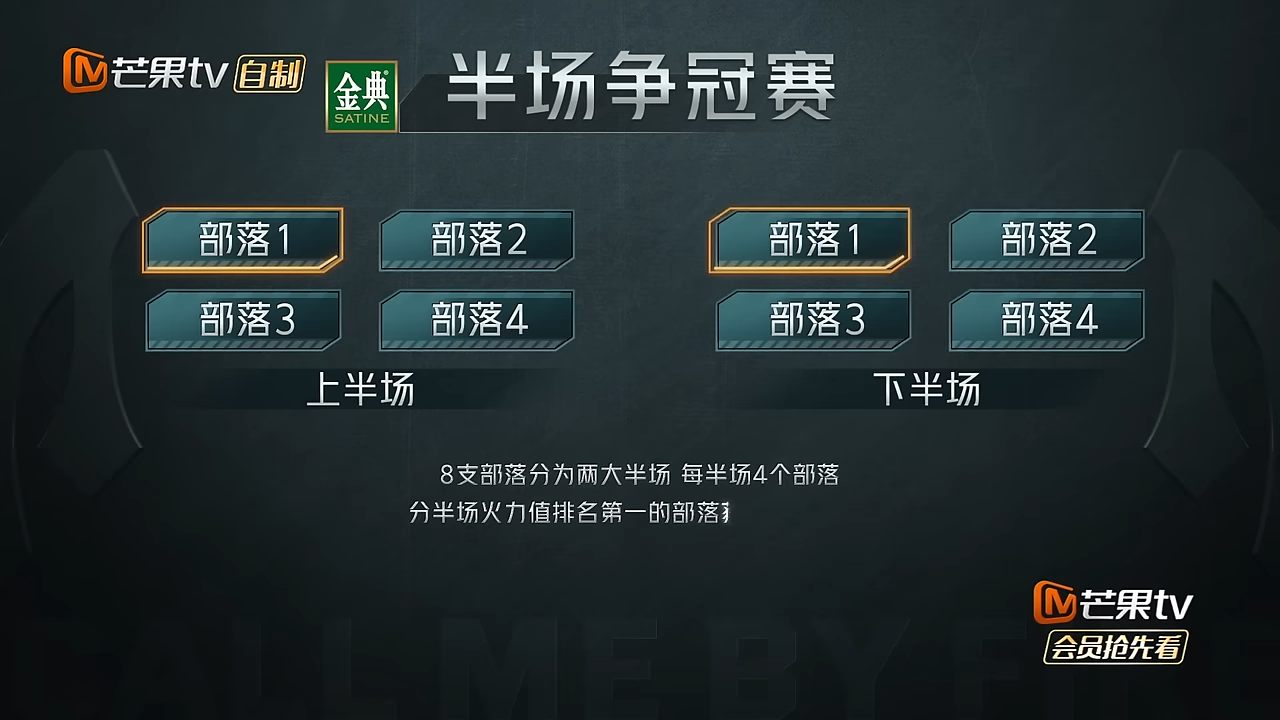 芒果tv 自制
金典
SATINE
半场争冠赛
部落1 部落2
部落3 部落4
上半场
部落1 部落2
部落3 部落4
下半场
8支部落分为两大半场 每半场4个部落
分半场火力值排名第一的部落
芒果tv
会员抢先看
CALL ME BY FIRE